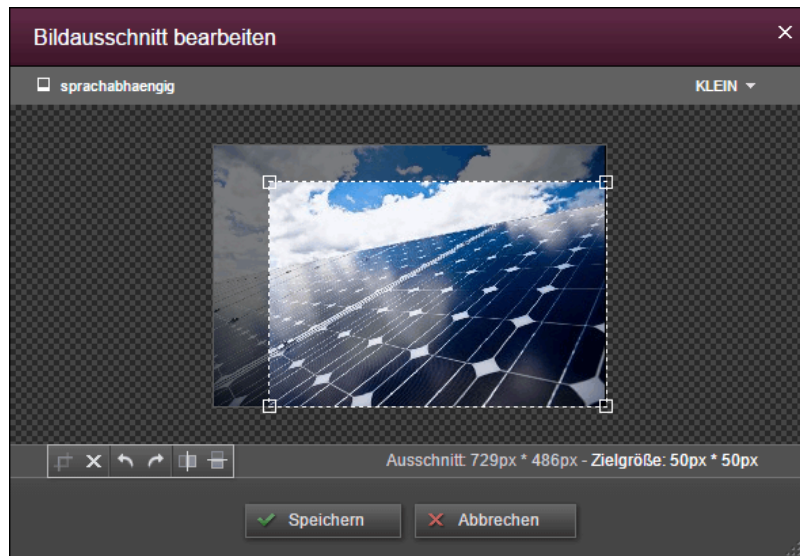 Bildausschnitt bearbeiten
sprachabhaengig
KLEIN
Ausschnitt: 729px * 486px - Zielgröße: 50px * 50px
Speichern
Abbrechen